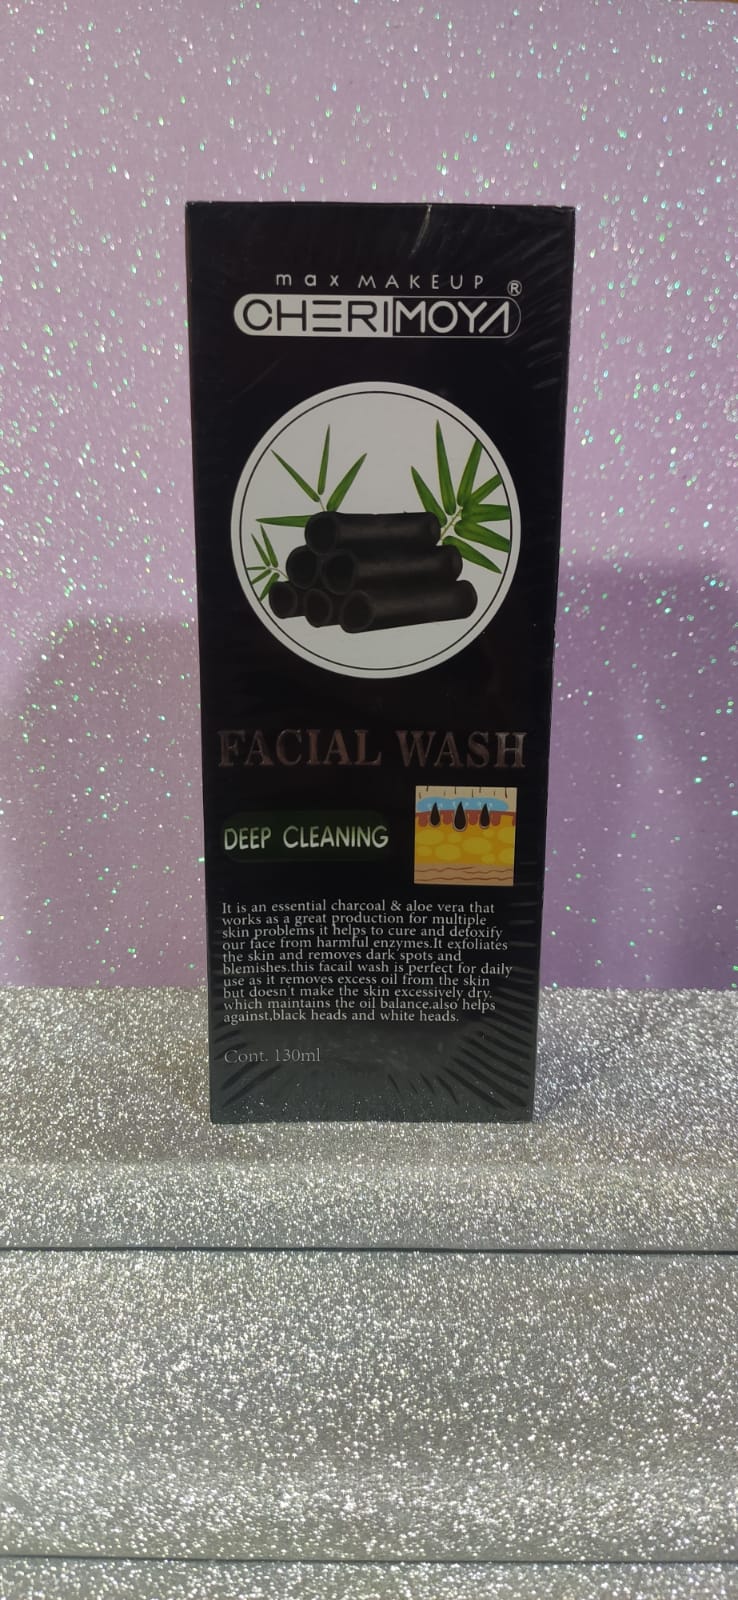 max MAKEUP ®
CHERIMOYA
FACIAL WASH
DEEP CLEANING
It is an essential charcoal & aloe vera that
works as a great production for multiple
skin problems it helps to cure and detoxify
our face from harmful enzymes.It exfoliates
the skin and removes dark spots and
blemishes.this facail wash is perfect for daily
use as it removes excess oil from the skin
but doesn't make the skin excessively dry.
which maintains the oil balance.also helps
against,black heads and white heads.
Cont. 130ml